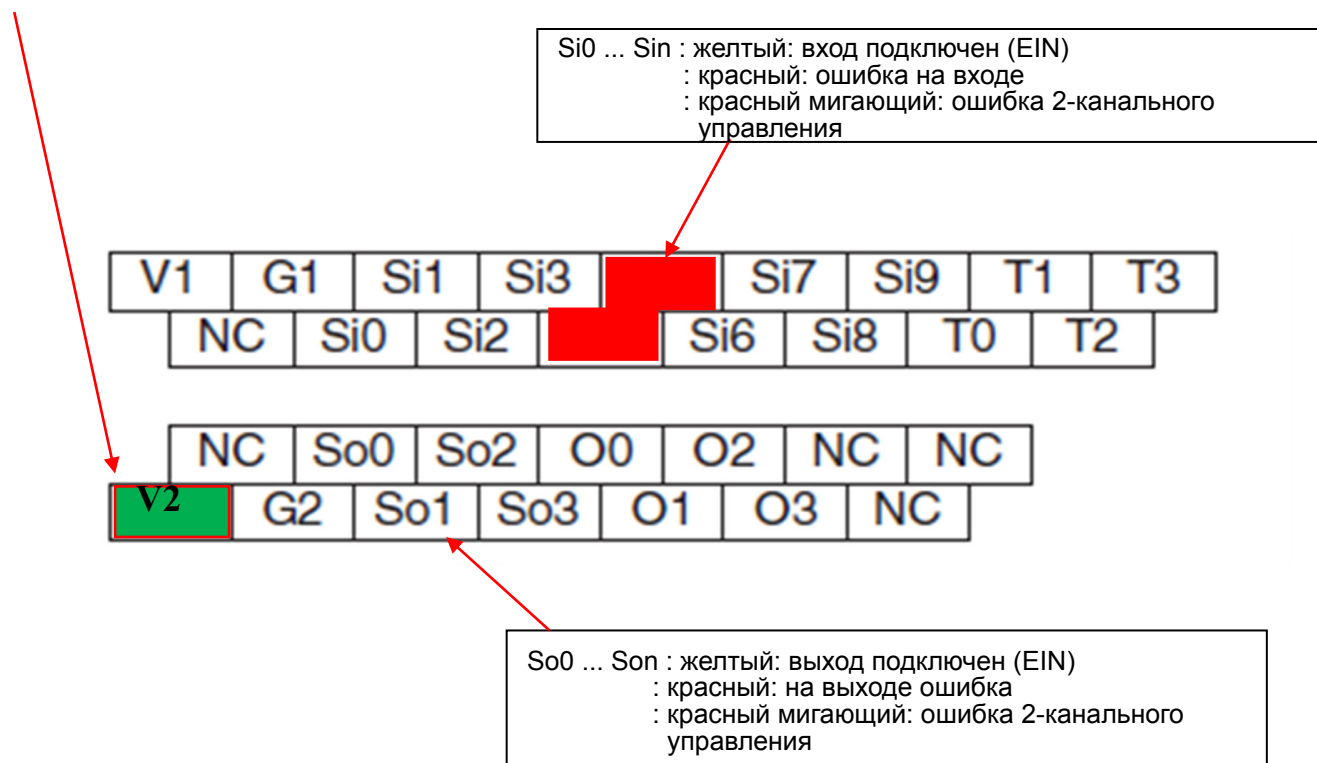 Si0 ... Sin : желтый: вход подключен (EIN)
: красный: ошибка на входе
: красный мигающий: ошибка 2-канального
управления
V1 G1 Si1 Si3 Si7 Si9 T1 T3
NC Si0 Si2 Si6 Si8 T0 T2
NC So0 So2 O0 O2 NC NC
V2 G2 So1 So3 O1 O3 NC
So0 ... Son : желтый: выход подключен (EIN)
: красный: на выходе ошибка
: красный мигающий: ошибка 2-канального
управления